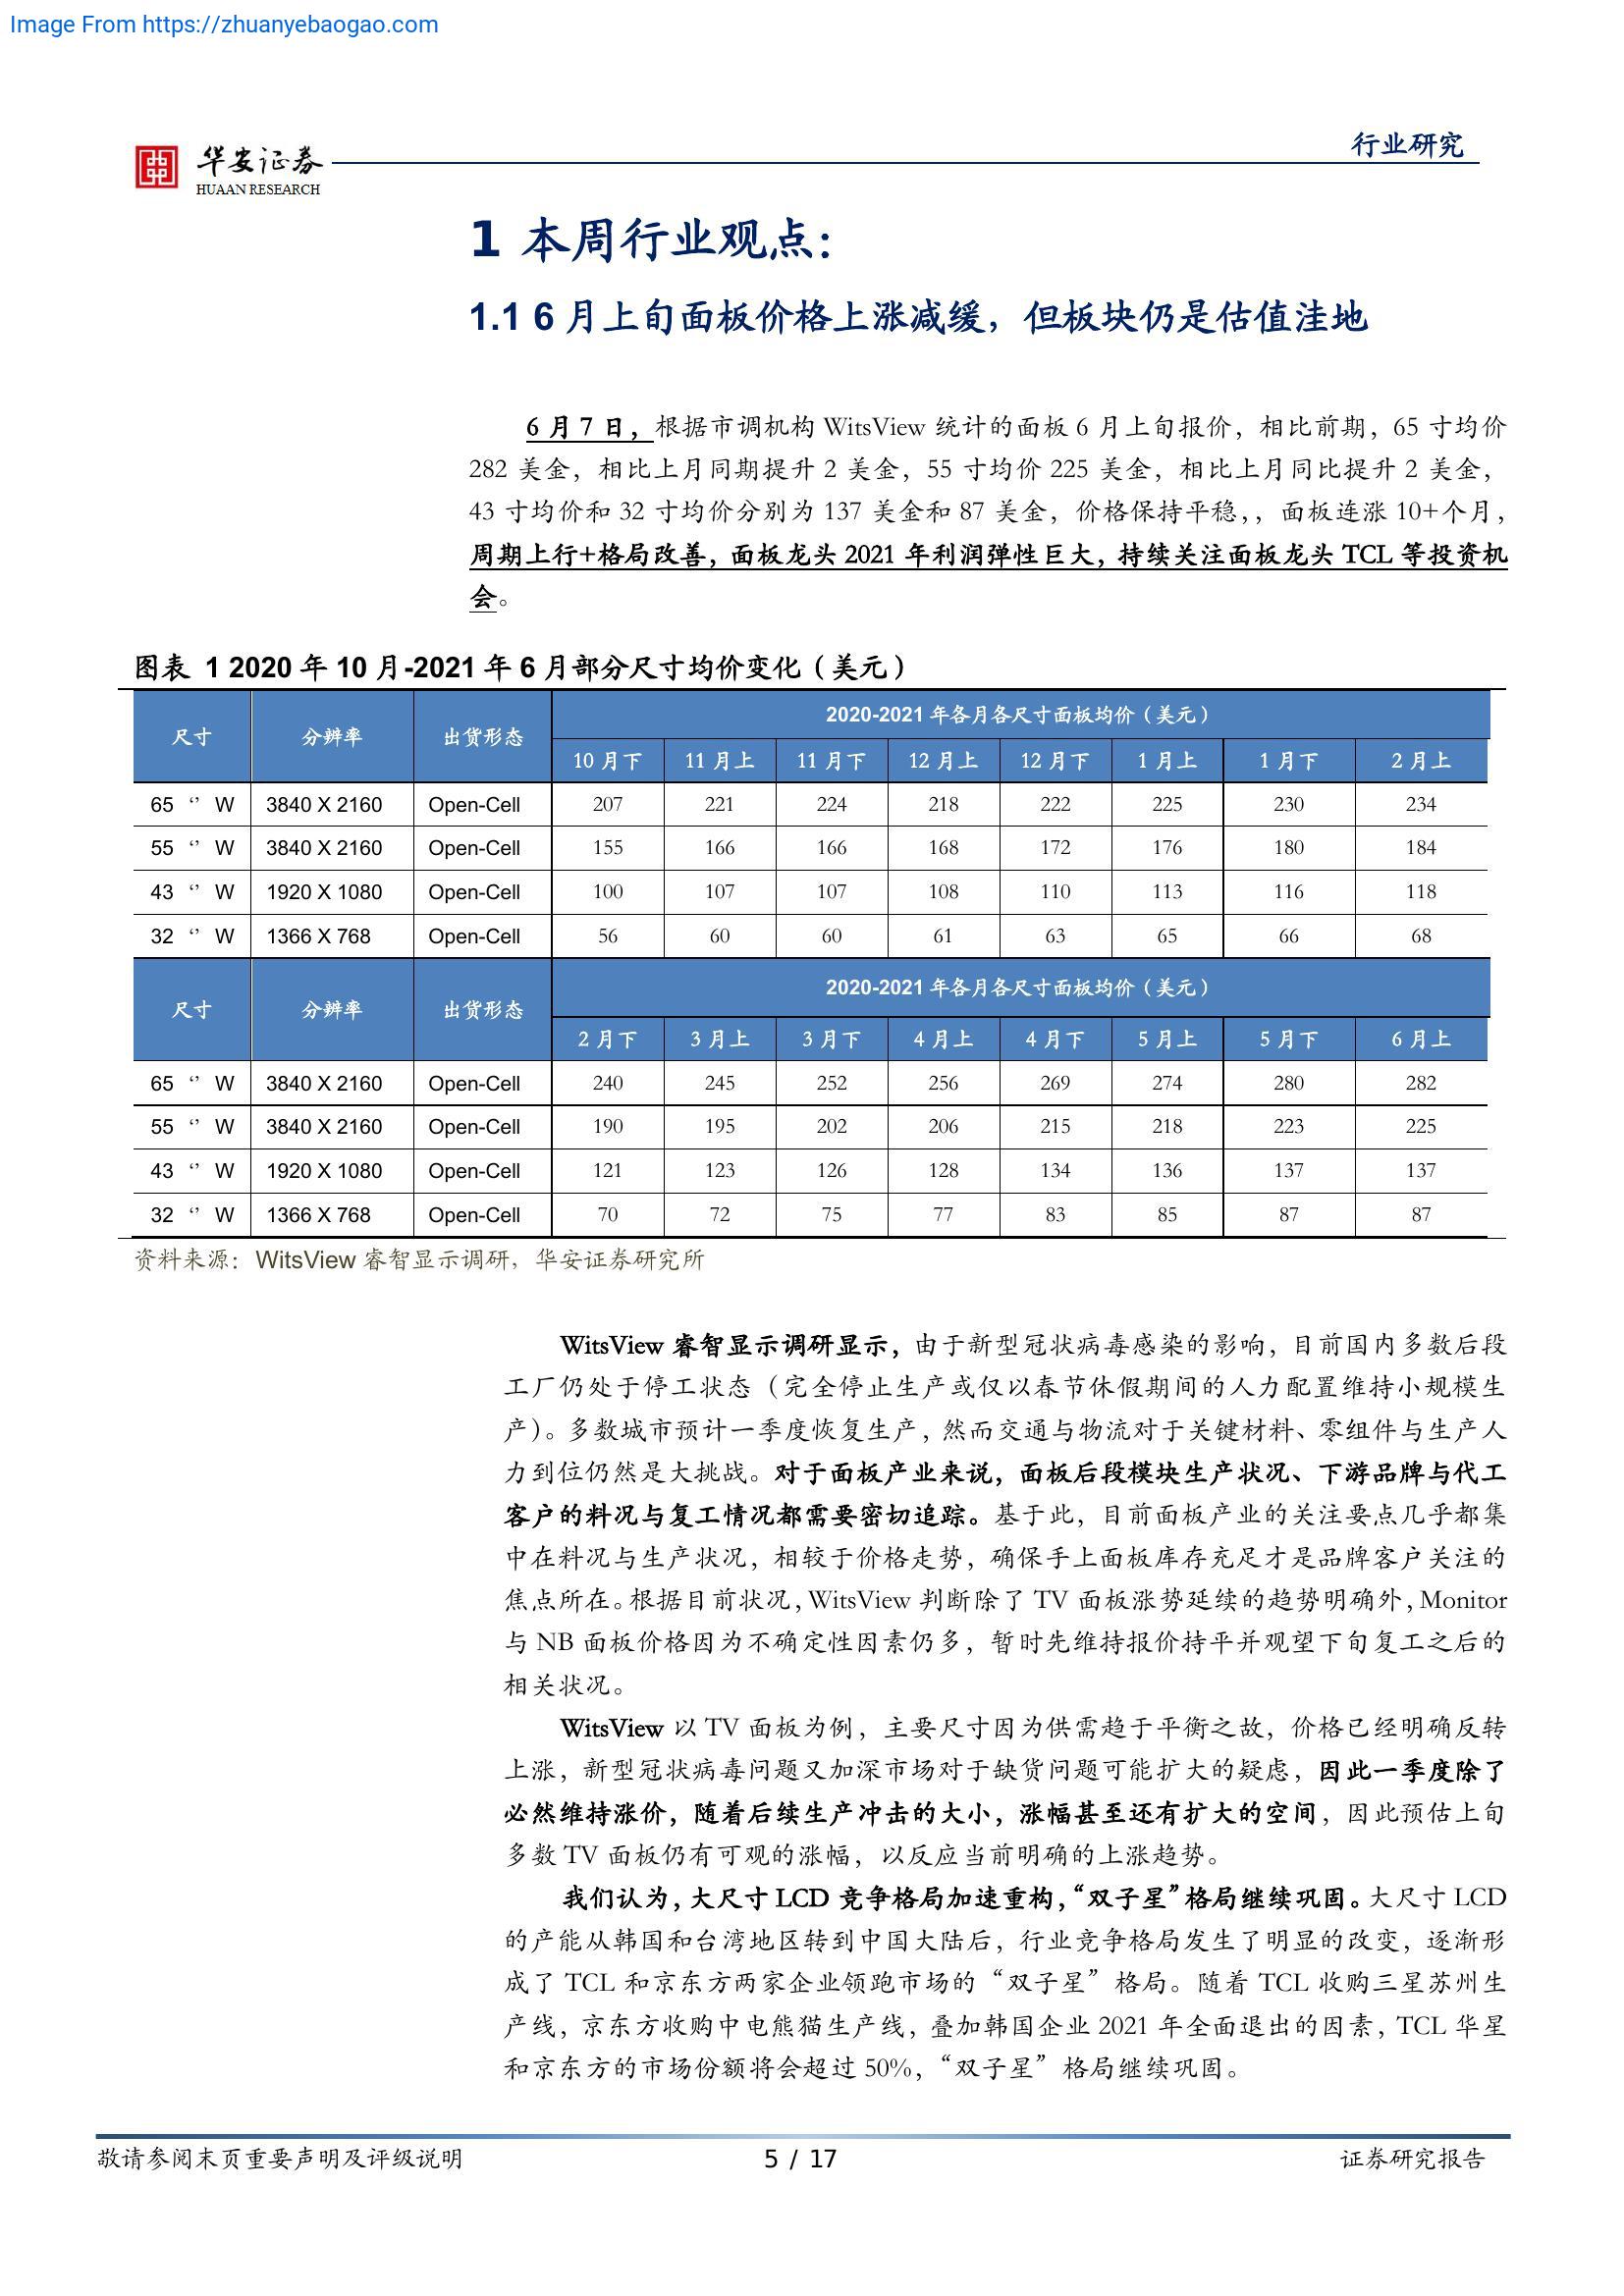 Image From https://zhuanyebaogao.com
华安证券
HUAAN RESEARCH
行业研究
1 本周行业观点：
1.1 6 月上旬面板价格上涨减缓，但板块仍是估值洼地
6 月 7 日，根据市调机构 WitsView 统计的面板 6 月上旬报价，相比前期，65 寸均价
282 美金，相比上月同期提升 2 美金，55 寸均价 225 美金，相比上月同比提升 2 美金，
43 寸均价和 32 寸均价分别为 137 美金和 87 美金，价格保持平稳，，面板连涨 10+个月，
周期上行+格局改善，面板龙头 2021 年利润弹性巨大，持续关注面板龙头 TCL 等投资机
会。
图表 1 2020 年 10 月-2021 年 6 月部分尺寸均价变化（美元）
尺寸 分辨率 出货形态 2020-2021 年各月各尺寸面板均价（美元）
10 月下 11 月上 11 月下 12 月上 12 月下 1 月上 1 月下 2 月上
65 “ W 3840 X 2160 Open-Cell 207 221 224 218 222 225 230 234
55 “ W 3840 X 2160 Open-Cell 155 166 166 168 172 176 180 184
43 “ W 1920 X 1080 Open-Cell 100 107 107 108 110 113 116 118
32 “ W 1366 X 768 Open-Cell 56 60 60 61 63 65 66 68
尺寸 分辨率 出货形态 2020-2021 年各月各尺寸面板均价（美元）
2 月下 3 月上 3 月下 4 月上 4 月下 5 月上 5 月下 6 月上
65 “ W 3840 X 2160 Open-Cell 240 245 252 256 269 274 280 282
55 “ W 3840 X 2160 Open-Cell 190 195 202 206 215 218 223 225
43 “ W 1920 X 1080 Open-Cell 121 123 126 128 134 136 137 137
32 “ W 1366 X 768 Open-Cell 70 72 75 77 83 85 87 87
资料来源：WitsView 睿智显示调研，华安证券研究所
WitsView 睿智显示调研显示，由于新型冠状病毒感染的影响，目前国内多数后段
工厂仍处于停工状态（完全停止生产或仅以春节休假期间的人力配置维持小规模生
产）。多数城市预计一季度恢复生产，然而交通与物流对于关键材料、零组件与生产人
力到位仍然是大挑战。对于面板产业来说，面板后段模块生产状况、下游品牌与代工
客户的料况与复工情况都需要密切追踪。基于此，目前面板产业的关注要点几乎都集
中在料况与生产状况，相较于价格走势，确保手上面板库存充足才是品牌客户关注的
焦点所在。根据目前状况，WitsView 判断除了 TV 面板涨势延续的趋势明确外，Monitor
与 NB 面板价格因为不确定性因素仍多，暂时先维持报价持平并观望下旬复工之后的
相关状况。
WitsView 以 TV 面板为例，主要尺寸因为供需趋于平衡之故，价格已经明确反转
上涨，新型冠状病毒问题又加深市场对于缺货问题可能扩大的疑虑，因此一季度除了
必然维持涨价，随着后续生产冲击的大小，涨幅甚至还有扩大的空间，因此预估上旬
多数 TV 面板仍有可观的涨幅，以反应当前明确的上涨趋势。
我们认为，大尺寸 LCD 竞争格局加速重构，“双子星”格局继续巩固。大尺寸 LCD
的产能从韩国和台湾地区转到中国大陆后，行业竞争格局发生了明显的改变，逐渐形
成了 TCL 和京东方两家企业领跑市场的“双子星”格局。随着 TCL 收购三星苏州生
产线，京东方收购中电熊猫生产线，叠加韩国企业 2021 年全面退出的因素，TCL 华星
和京东方的市场份额将会超过 50%，“双子星”格局继续巩固。
敬请参阅末页重要声明及评级说明 5 / 17 证券研究报告